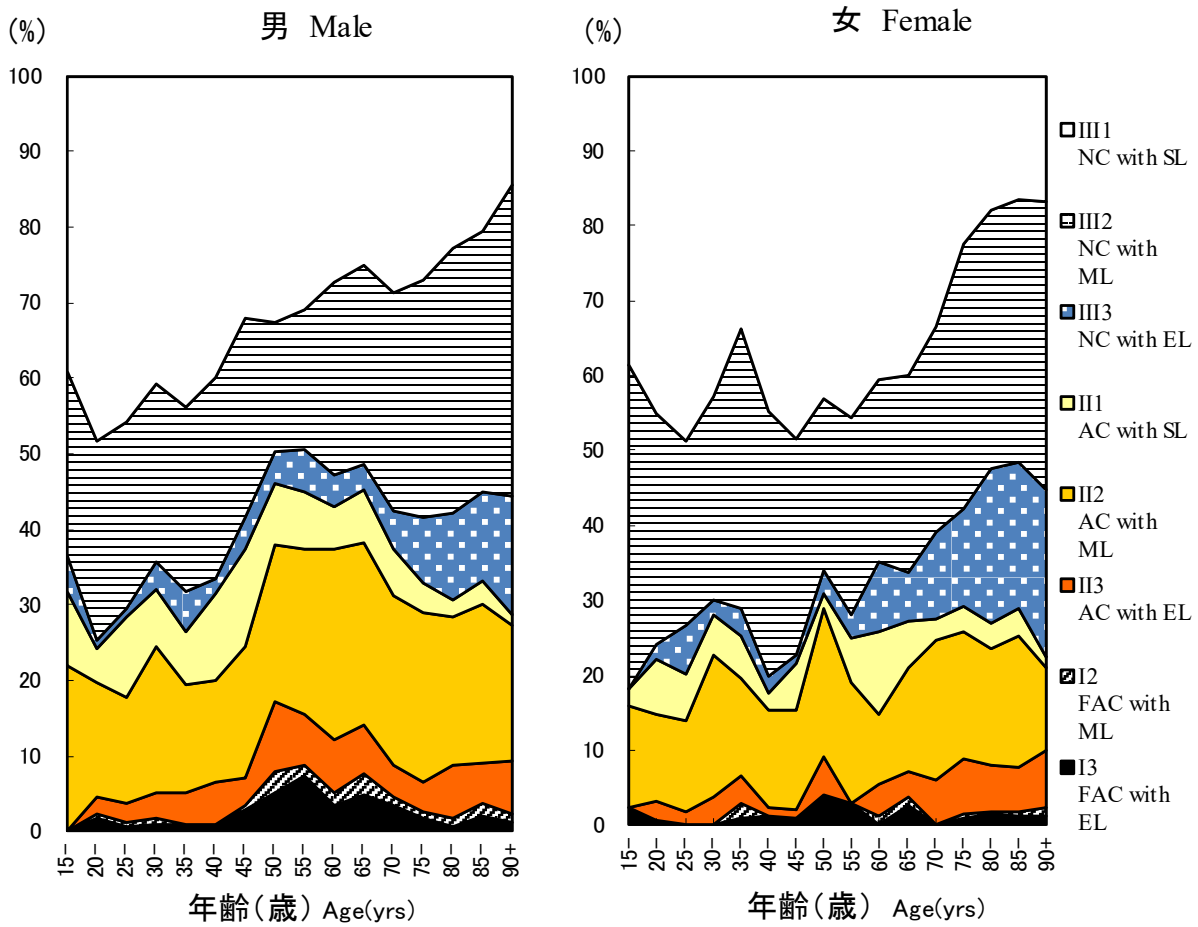 (%)
男 Male
100
90
80
70
60
50
40
30
20
10
0
15 –
20 –
25 –
30 –
35 –
40 –
45 –
50 –
55 –
60 –
65 –
70 –
75 –
80 –
85 –
90+
年齢(歳) Age(yrs)
(%)
女 Female
100
90
80
70
60
50
40
30
20
10
0
15 –
20 –
25 –
30 –
35 –
40 –
45 –
50 –
55 –
60 –
65 –
70 –
75 –
80 –
85 –
90+
年齢(歳) Age(yrs)
III1
NC with SL
III2
NC with
ML
III3
NC with EL
II1
AC with SL
II2
AC with
ML
II3
AC with EL
I2
FAC with
ML
I3
FAC with
EL